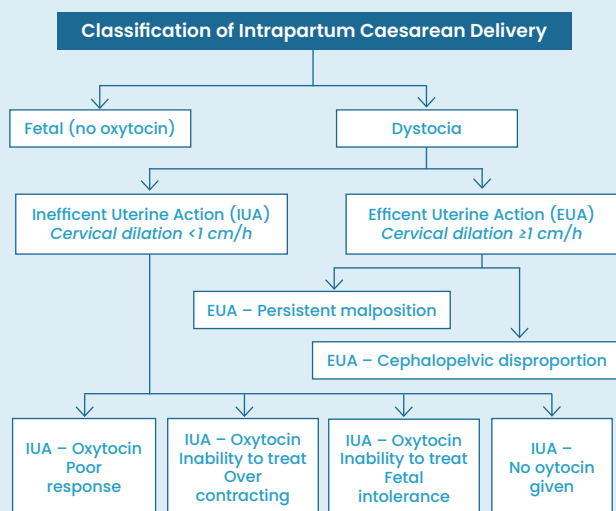 Classification of Intrapartum Caesarean Delivery
Fetal (no oxytocin)
Dystocia
Inefficent Uterine Action (IUA)
Cervical dilation <1 cm/h
Efficent Uterine Action (EUA)
Cervical dilation ≥1 cm/h
EUA – Persistent malposition
EUA – Cephalopelvic disproportion
IUA – Oxytocin
Poor
response
IUA – Oxytocin
Inability to treat
Over
contracting
IUA – Oxytocin
Inability to treat
Fetal
intolerance
IUA –
No oytocin
given